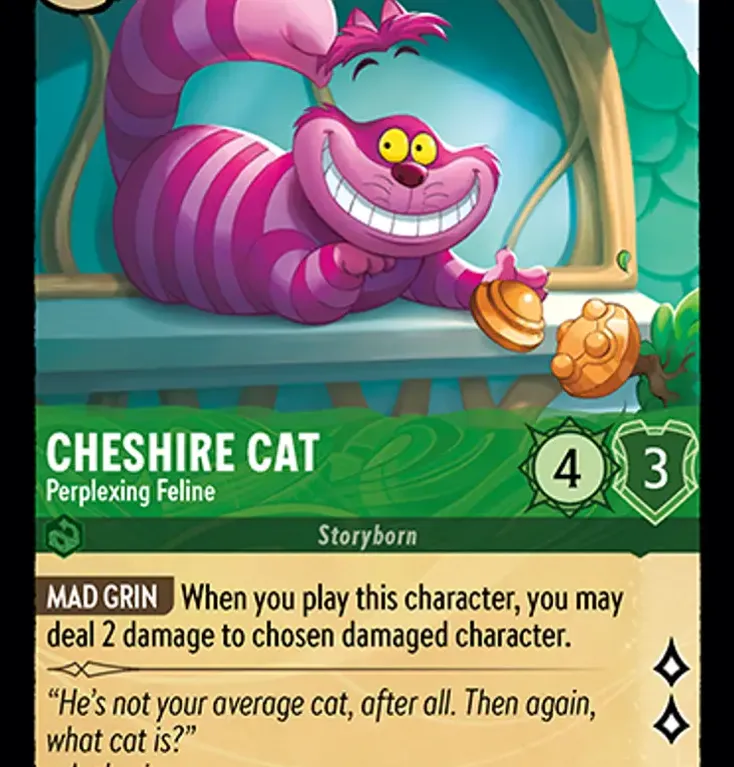 CHESHIRE CAT
4
3
Perplexing Feline
Storyborn
MAD GRIN When you play this character, you may
deal 2 damage to chosen damaged character.
“He’s not your average cat, after all. Then again,
what cat is?”